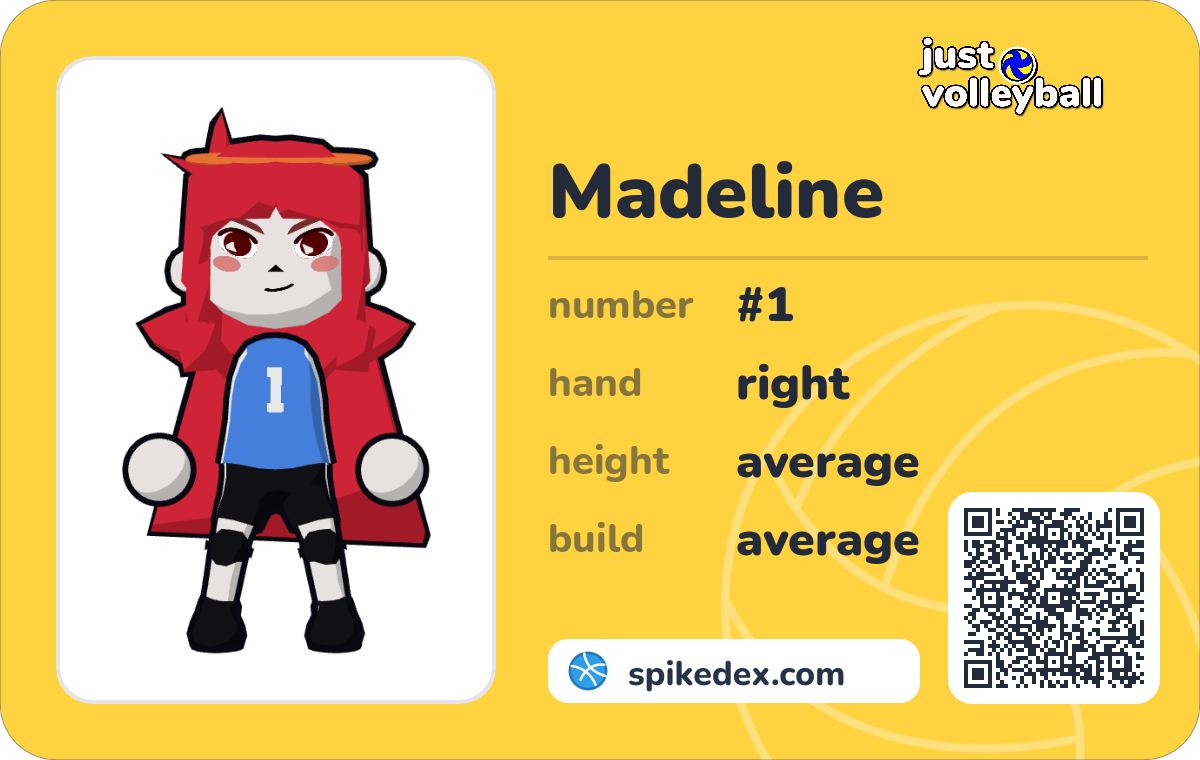 just
volleyball
Madeline
number #1
hand right
height average
build average
1
spikedex.com